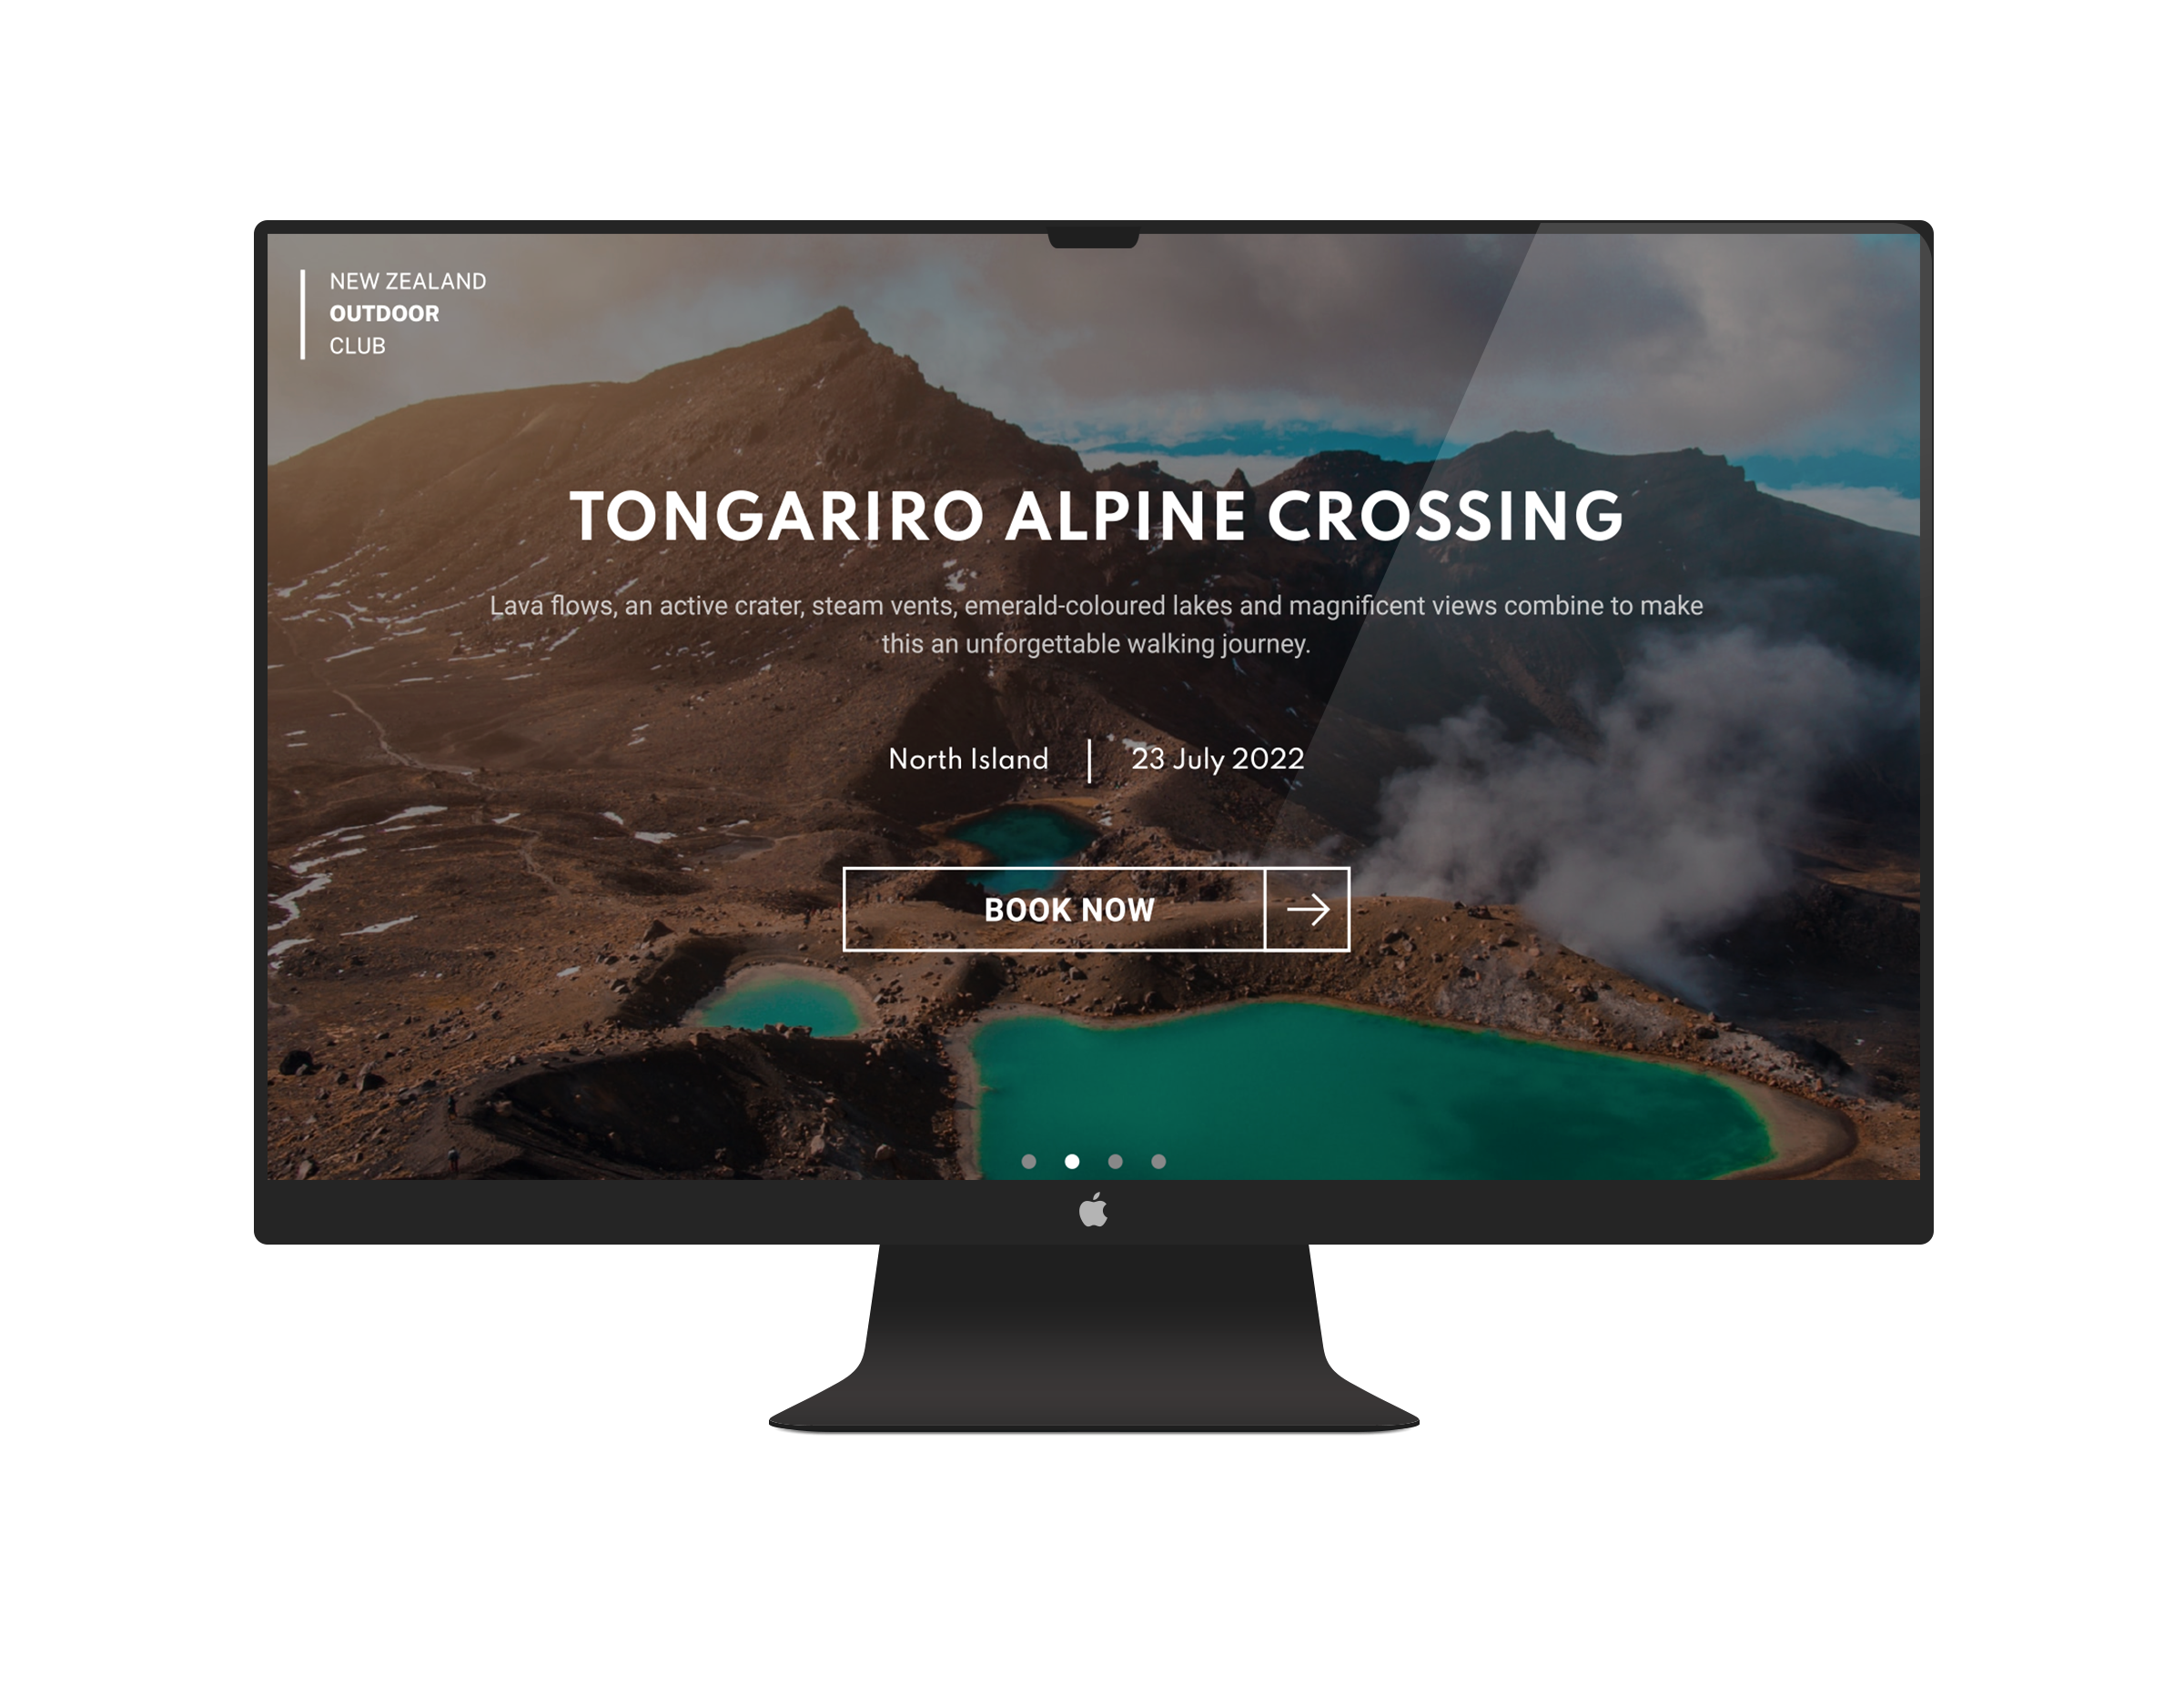 NEW ZEALAND
OUTDOOR
CLUB
TONGARIRO ALPINE CROSSING
Lava flows, an active crater, steam vents, emerald-coloured lakes and magnificent views combine to make
this an unforgettable walking journey.
North Island | 23 July 2022
BOOK NOW